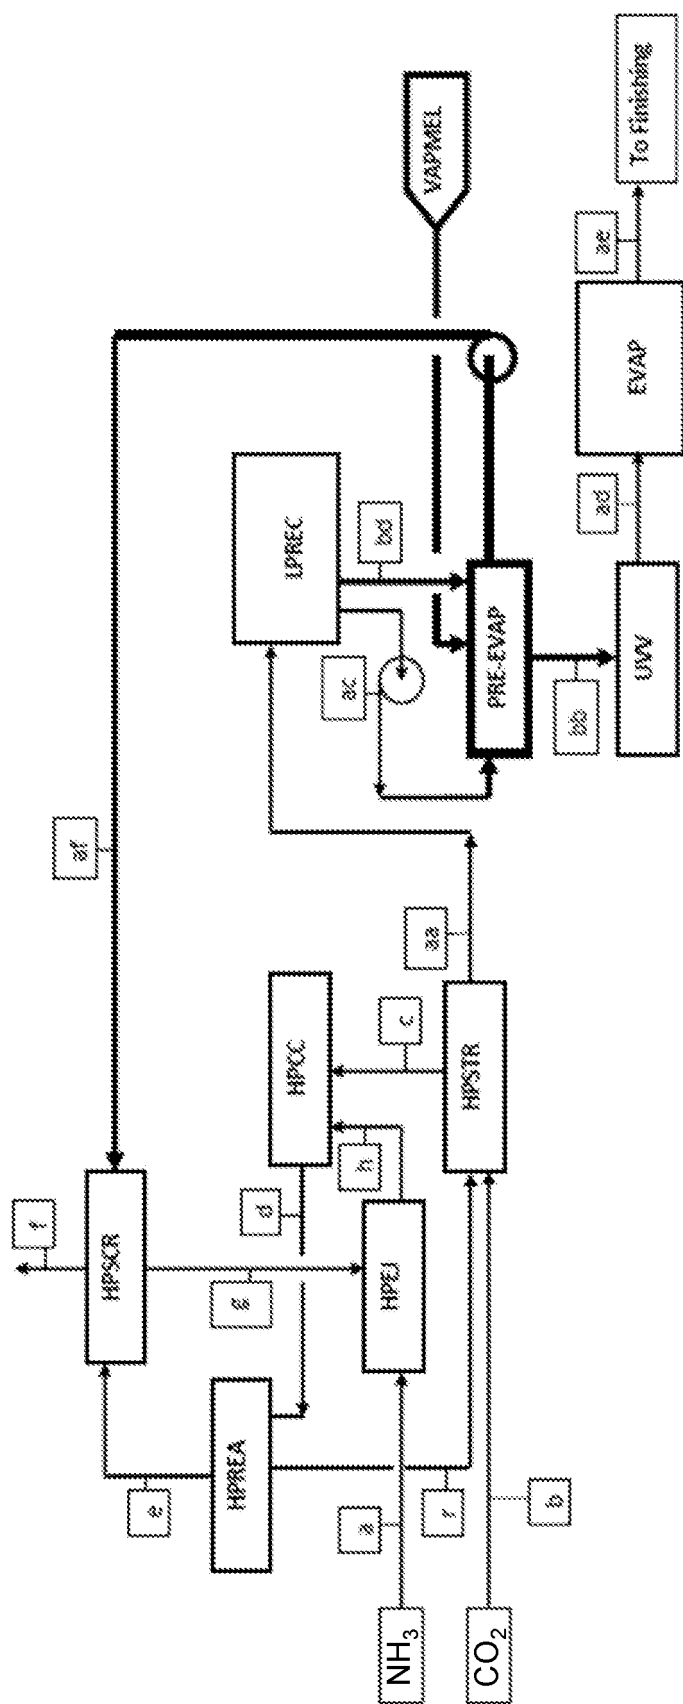 f
af
HPSCR
e
HPREA
g
d
HPCC
LPREC
h
c
ac
bd
VAPMEL
a
HPEJ
NH₃
r
aa
HPSTR
CO₂
PRE-EVAP
b
bb
ad
ae
UVV
EVAP
To Finishing